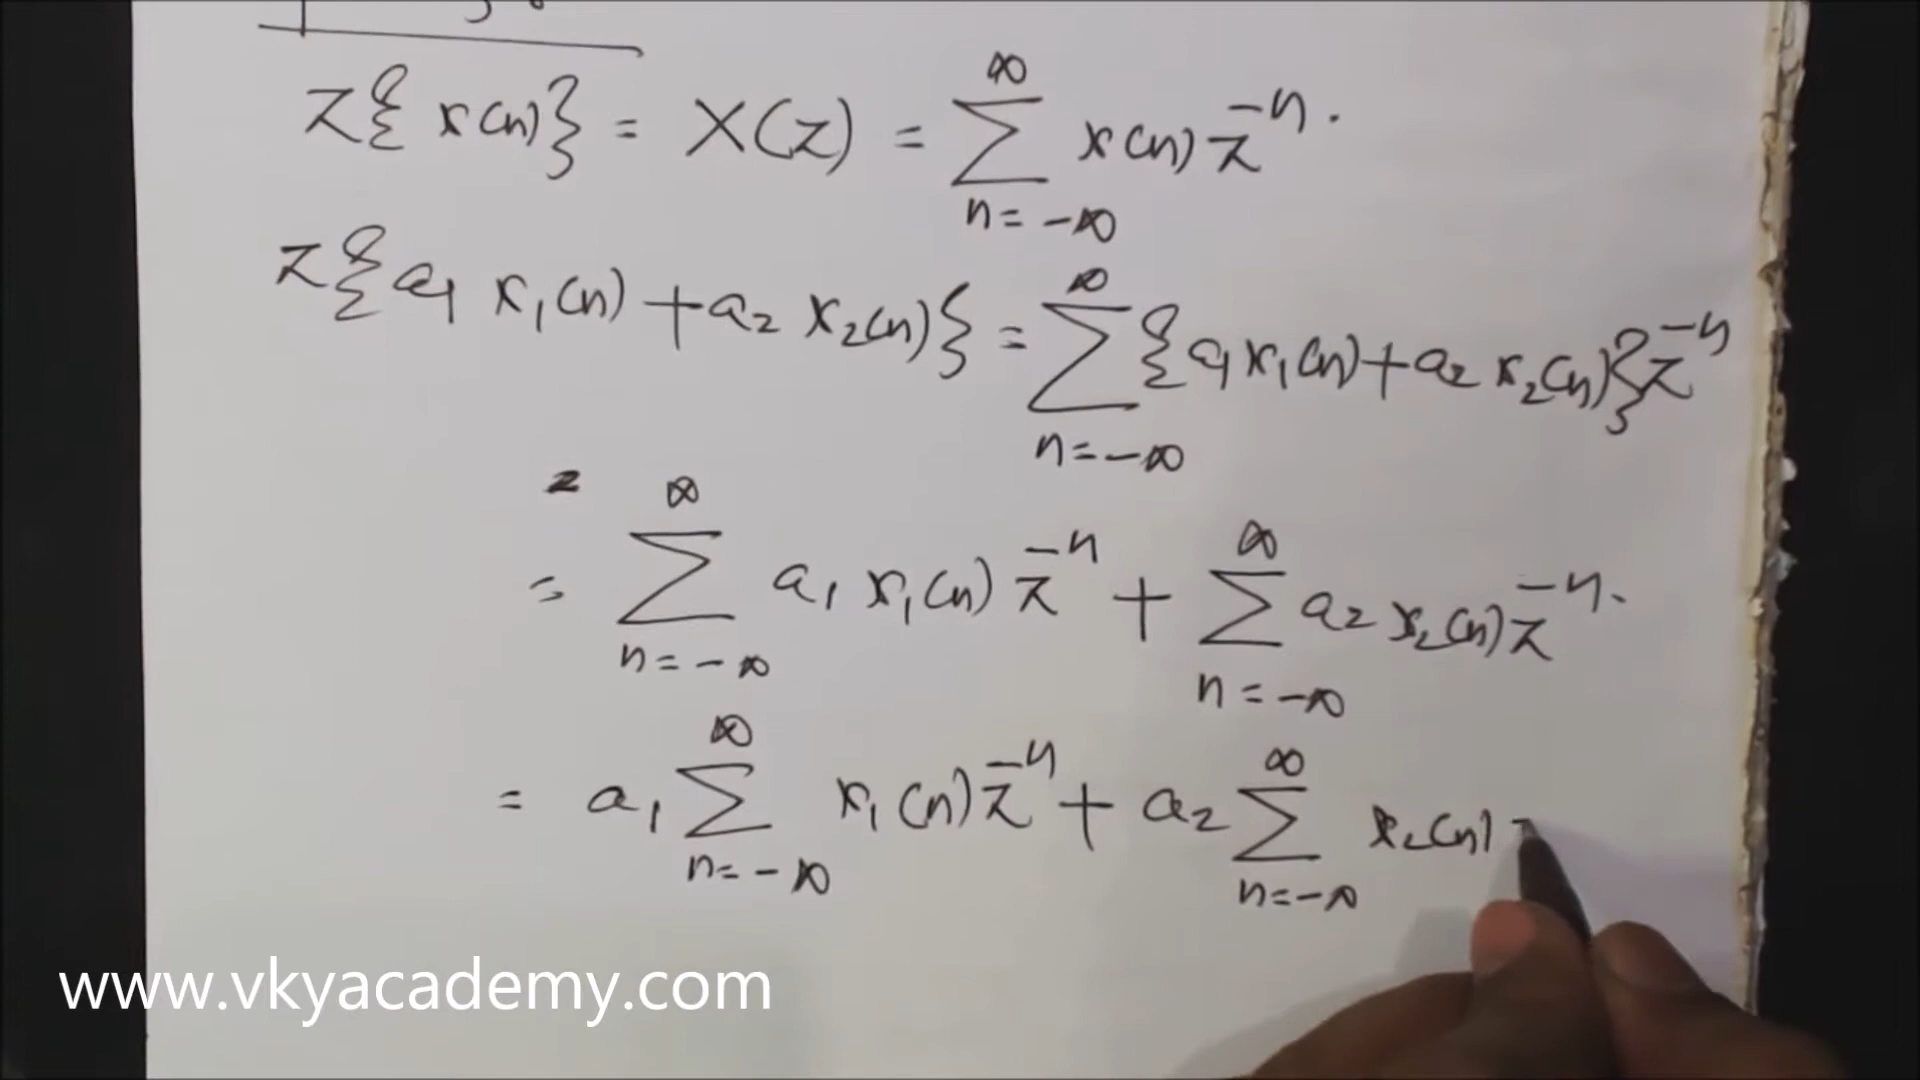 Z{x(n)} = X(z) = ∑_{n=-∞}^{∞} x(n) z^{-n}.
Z{a₁ x₁(n) + a₂ x₂(n)} = ∑_{n=-∞}^{∞} {a₁ x₁(n) + a₂ x₂(n)} z^{-n}
= ∑_{n=-∞}^{∞} a₁ x₁(n) z^{-n} + ∑_{n=-∞}^{∞} a₂ x₂(n) z^{-n}.
= a₁ ∑_{n=-∞}^{∞} x₁(n) z^{-n} + a₂ ∑_{n=-∞}^{∞} x₂(n)
www.vkyacademy.com